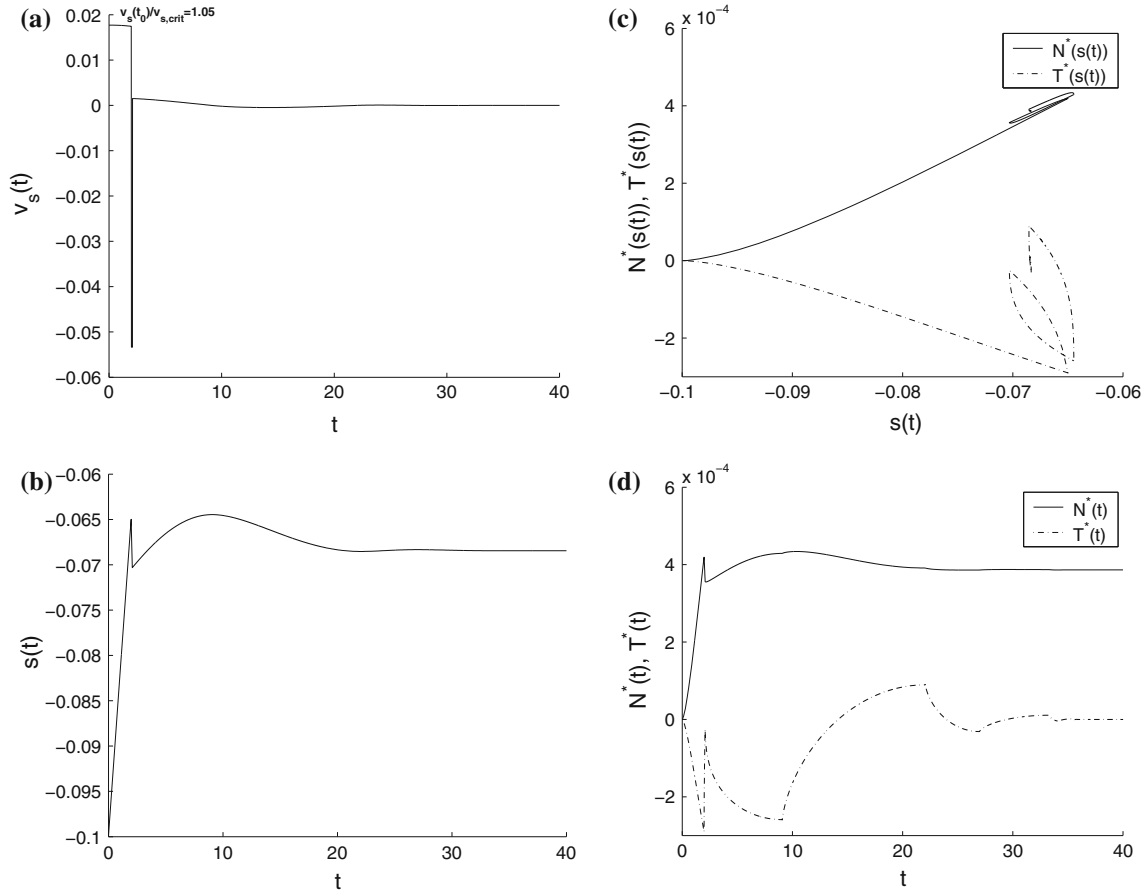 (a)
v_s(t_0)/v_s,crit=1.05
0.02
0.01
0
−0.01
−0.02
−0.03
−0.04
−0.05
−0.06
v_s(t)
0
10
20
30
40
t
(c)
x 10^-4
6
4
2
0
−2
N*(s(t)), T*(s(t))
N*(s(t))
T*(s(t))
−0.1
−0.09
−0.08
−0.07
−0.06
s(t)
(b)
−0.06
−0.065
−0.07
−0.075
−0.08
−0.085
−0.09
−0.095
−0.1
s(t)
0
10
20
30
40
t
(d)
x 10^-4
6
4
2
0
−2
N*(t), T*(t)
N*(t)
T*(t)
0
10
20
30
40
t